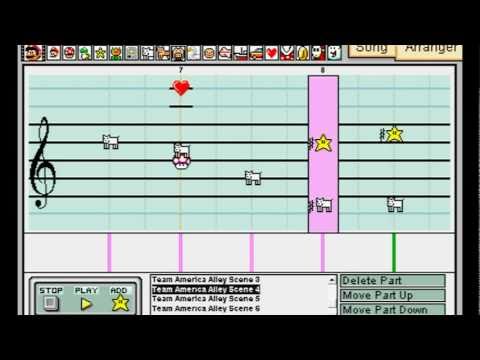 Song Arranger
7 8
STOP PLAY ADD
Team America Alley Scene 3
Team America Alley Scene 4
Team America Alley Scene 5
Team America Alley Scene 6
Delete Part
Move Part Up
Move Part Down